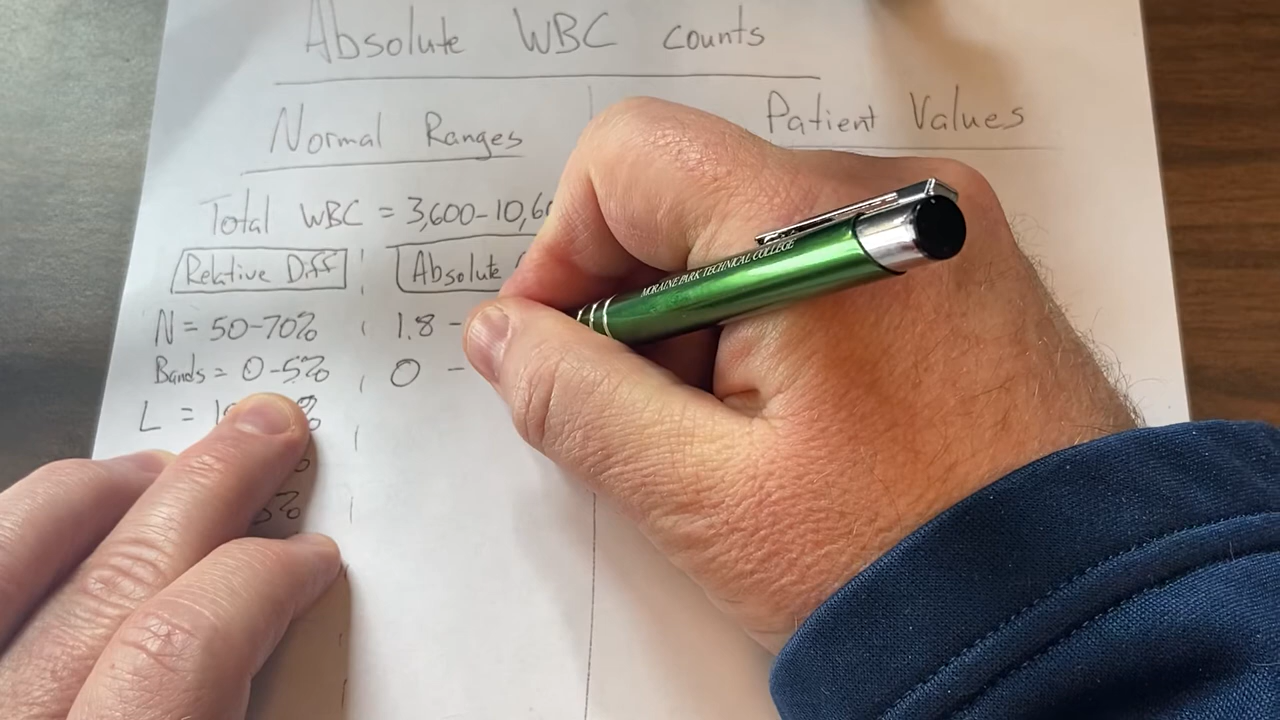 Absolute WBC counts
Normal Ranges
Patient Values
Total WBC = 3,600-10,6
Relative Diff
Absolute
N = 50-70%
1.8 -
Bands = 0-5%
0 -
L = 1 %
%
MORAINE PARK TECHNICAL COLLEGE